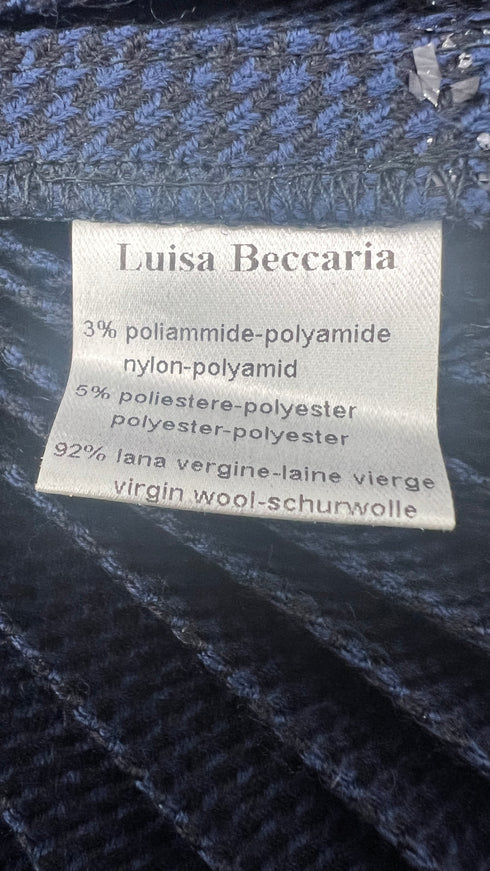 Luisa Beccaria
3% poliammide-polyamide
nylon-polyamid
5% poliestere-polyester
polyester-polyester
92% lana vergine-laine vierge
virgin wool-schurwolle